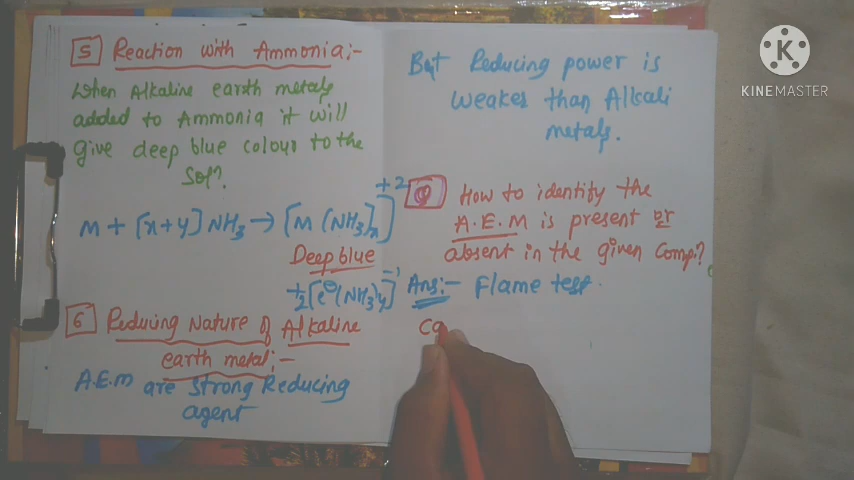 5 Reaction with Ammonia:-
When Alkaline earth metals
added to Ammonia it will
give deep blue colour to the
Sol?
M + [x+y] NH3 → [M (NH3)x]+2
Deep blue
+2[e⊖(NH3)y]-1
6 Reducing Nature of Alkaline
earth metal:-
A.E.M are strong Reducing
agent
But Reducing power is
weaker than Alkali
metals.
Q How to identify the
A.E.M is present or
absent in the given Comp?
Ans:- Flame test.
Ca
K
KINEMASTER